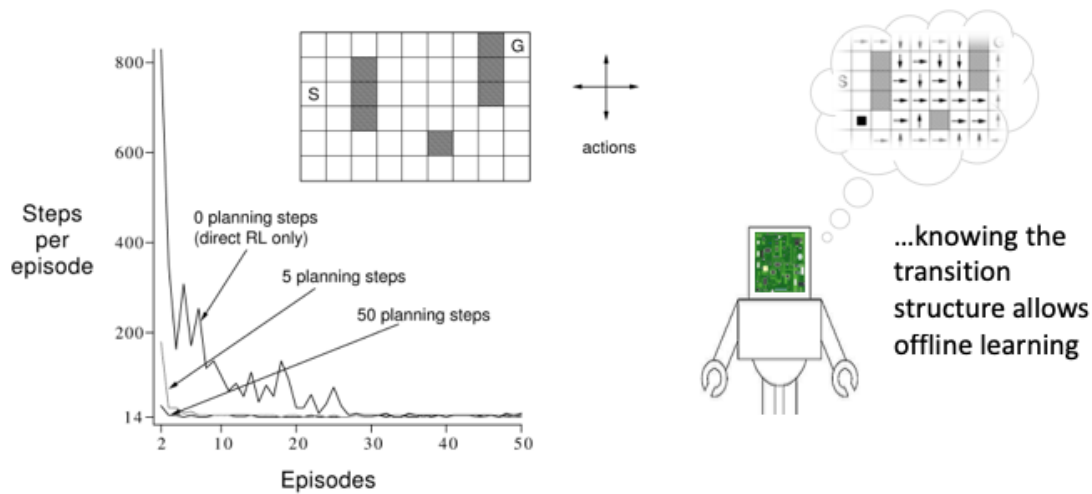 800
600
400
200
14
Steps
per
episode
2
10
20
30
40
50
Episodes
0 planning steps
(direct RL only)
5 planning steps
50 planning steps
S
G
actions
S
G
...knowing the
transition
structure allows
offline learning